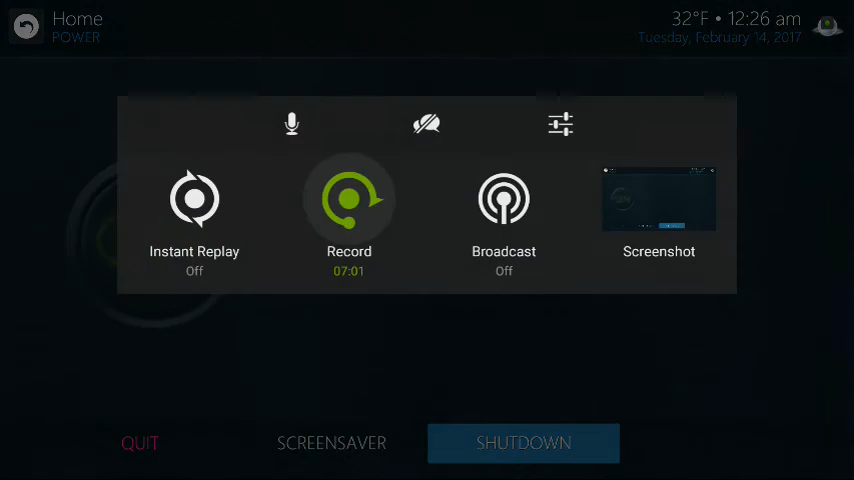 Home
POWER
32°F • 12:26 am
Tuesday, February 14, 2017
Instant Replay
Off
Record
07:01
Broadcast
Off
Screenshot
QUIT
SCREENSAVER
SHUTDOWN